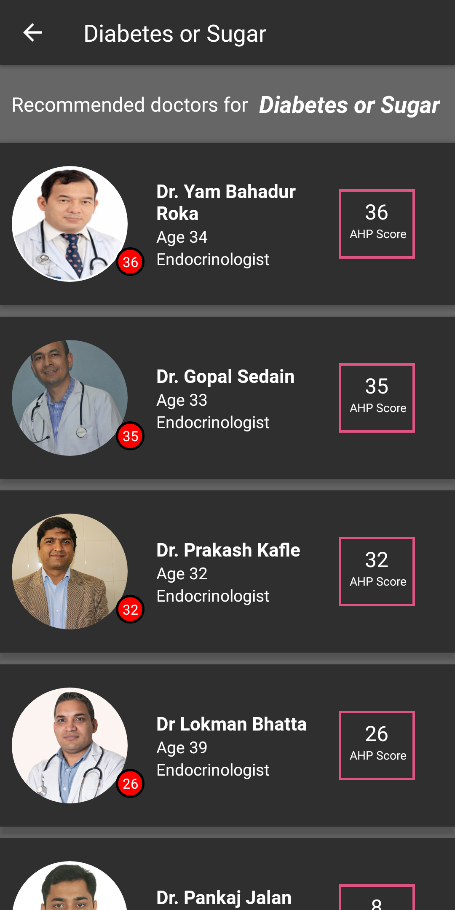 Diabetes or Sugar
Recommended doctors for Diabetes or Sugar
Dr. Yam Bahadur
Roka
Age 34
Endocrinologist
36
AHP Score
36
Dr. Gopal Sedain
Age 33
Endocrinologist
35
AHP Score
35
Dr. Prakash Kafle
Age 32
Endocrinologist
32
AHP Score
32
Dr Lokman Bhatta
Age 39
Endocrinologist
26
AHP Score
26
Dr. Pankaj Jalan
8